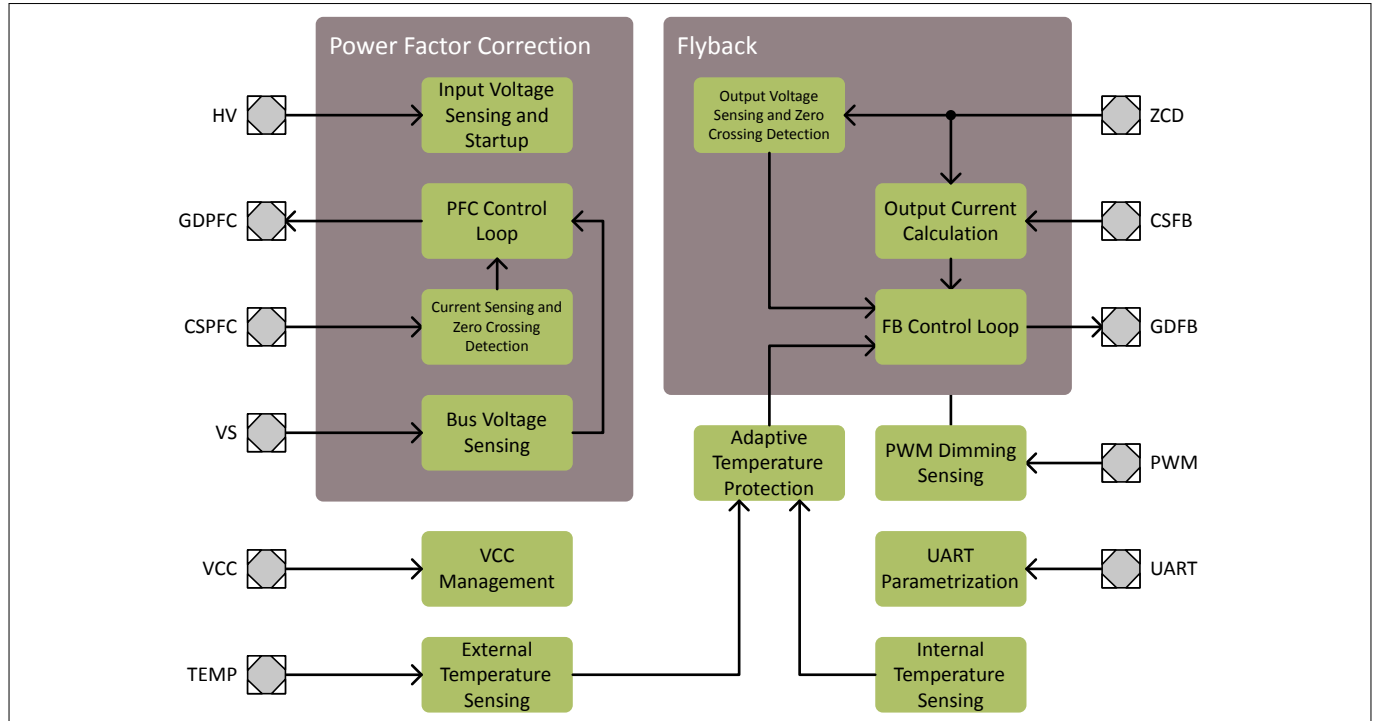 Power Factor Correction
Flyback
HV
Input Voltage
Sensing and
Startup
Output Voltage
Sensing and Zero
Crossing Detection
ZCD
GDPFC
PFC Control
Loop
Output Current
Calculation
CSFB
CSPFC
Current Sensing and
Zero Crossing
Detection
FB Control Loop
GDFB
VS
Bus Voltage
Sensing
Adaptive
Temperature
Protection
PWM Dimming
Sensing
PWM
VCC
VCC
Management
UART
Parametrization
UART
TEMP
External
Temperature
Sensing
Internal
Temperature
Sensing